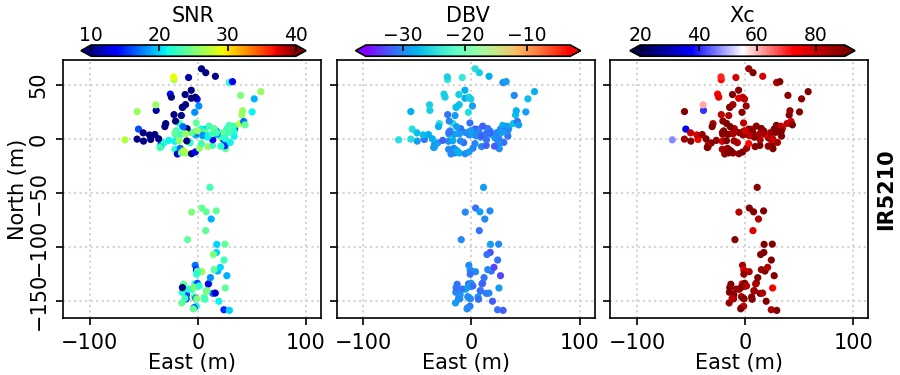 SNR DBV Xc
10 20 30 40 −30 −20 −10 20 40 60 80
50
0
−50
−100
−150
North (m)
−100 0 100 −100 0 100 −100 0 100
East (m) East (m) East (m)
IR5210